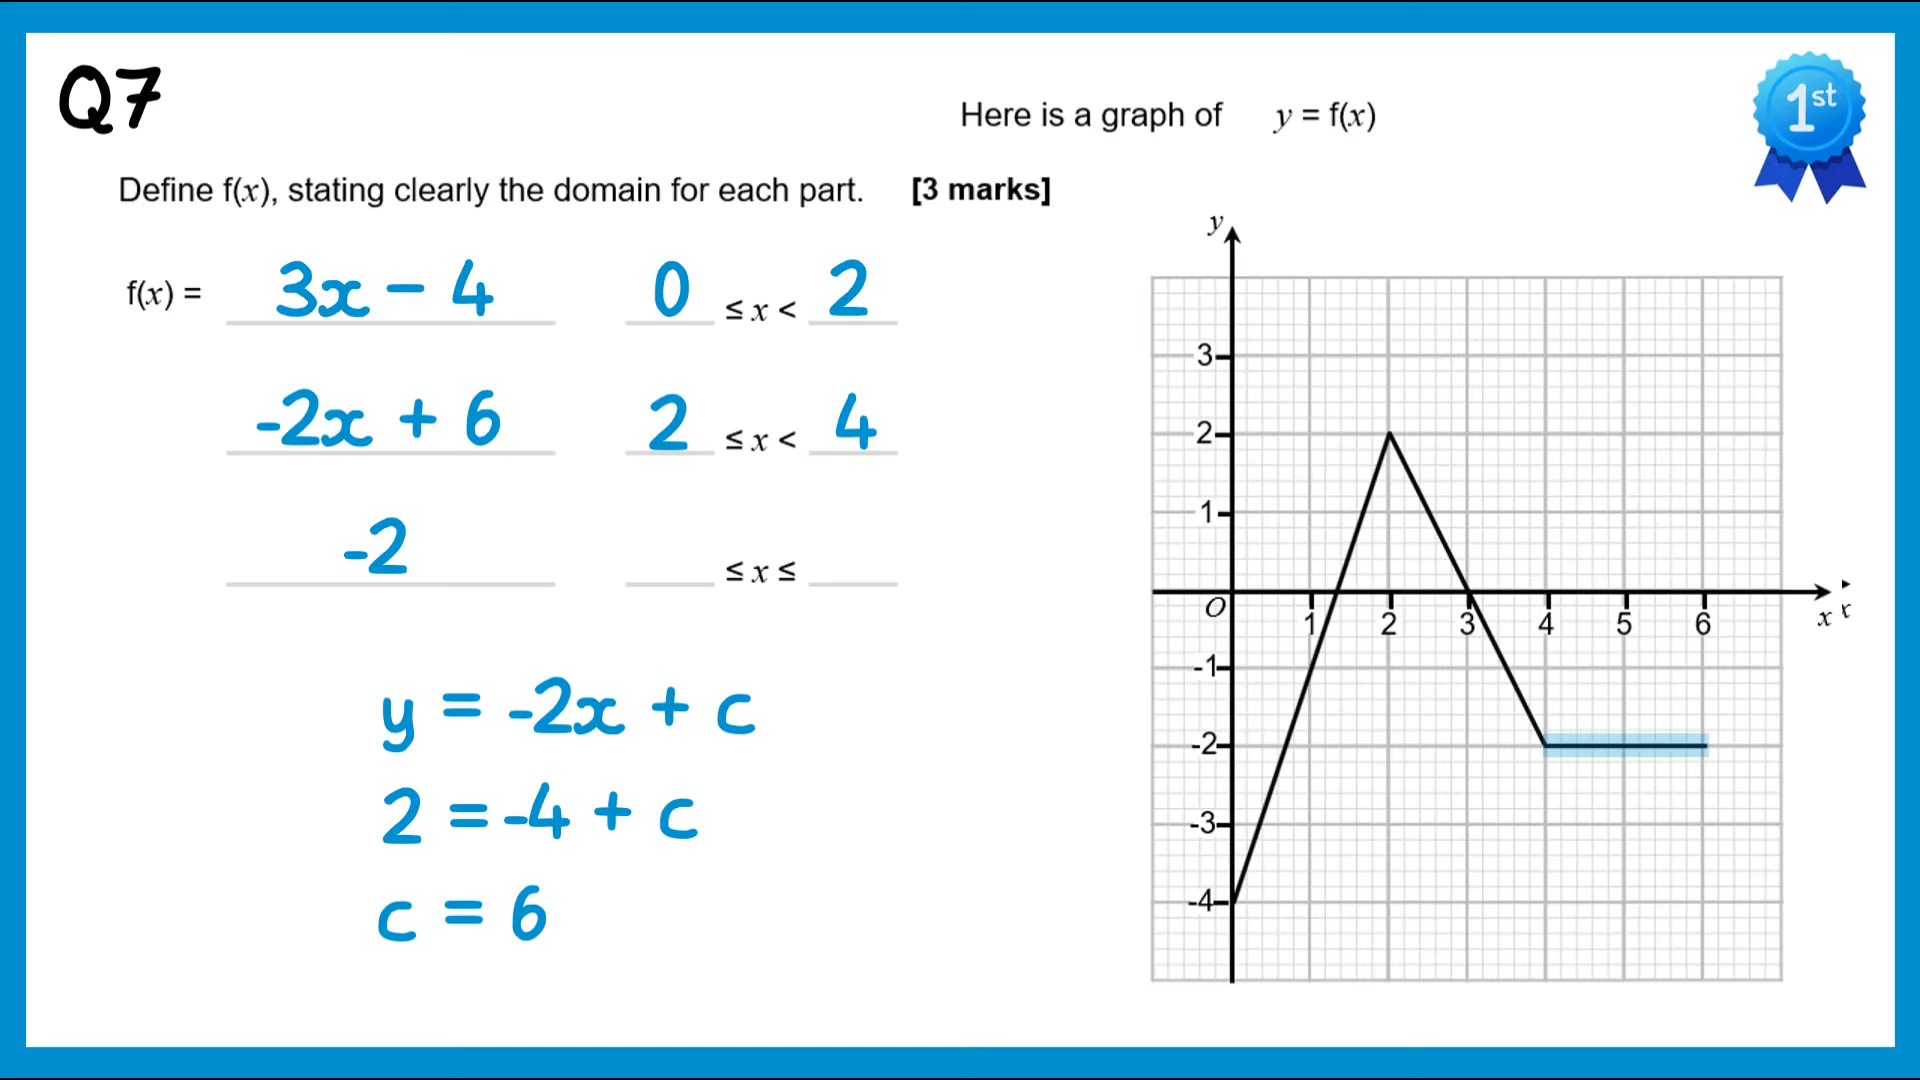 Q7
Here is a graph of y = f(x)
1st
Define f(x), stating clearly the domain for each part. [3 marks]
f(x) = 3x - 4 0 ≤ x < 2
-2x + 6 2 ≤ x < 4
-2 ≤ x ≤
y = -2x + c
2 = -4 + c
c = 6
y
3
2
1
O 1 2 3 4 5 6 x x
-1
-2
-3
-4